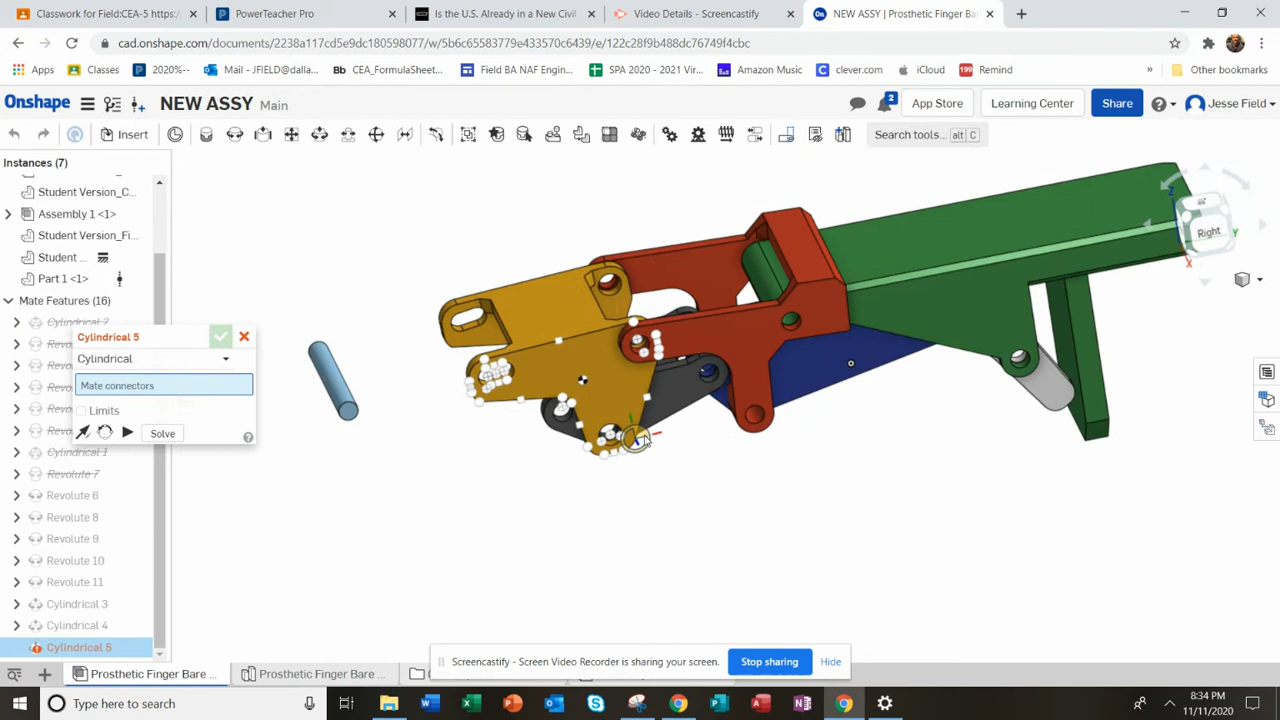 Classwork for Field:CEA-5 https:/
PowerTeacher Pro
Is the U.S. Already in a New Civil
Video Details - Screencastify
NEW ASSY | Prosthetic Finger Ba
cad.onshape.com/documents/2238a117cd5e9dc180598077/w/5b6c65583779e433570c6439/e/122c28f9b488dc76749f4cbc
Apps
Classes
2020%--
Mail - JFIELD@dalla...
Bb CEA_FormulaSheet...
Field BA NAF Engin...
SPA 2020 - 2021 Vir...
Amazon Music
clever.com
iCloud
199 Remind
»
Other bookmarks
Onshape
NEW ASSY Main
2
App Store
Learning Center
Share
Jesse Field
Insert
Search tools... alt C
Instances (7)
Student Version_C...
Assembly 1 <1>
Student Version_Fi...
Student ...
Part 1 <1>
Mate Features (16)
Cylindrical 2
Cylindrical 5
Cylindrical
Mate connectors
Limits
Solve
Cylindrical 1
Revolute 7
Revolute 6
Revolute 8
Revolute 9
Revolute 10
Revolute 11
Cylindrical 3
Cylindrical 4
Cylindrical 5
Z
Right
Y
X
Screencastify - Screen Video Recorder is sharing your screen.
Stop sharing
Hide
Prosthetic Finger Bare ...
Prosthetic Finger Bare ...
Type here to search
8:34 PM
11/11/2020